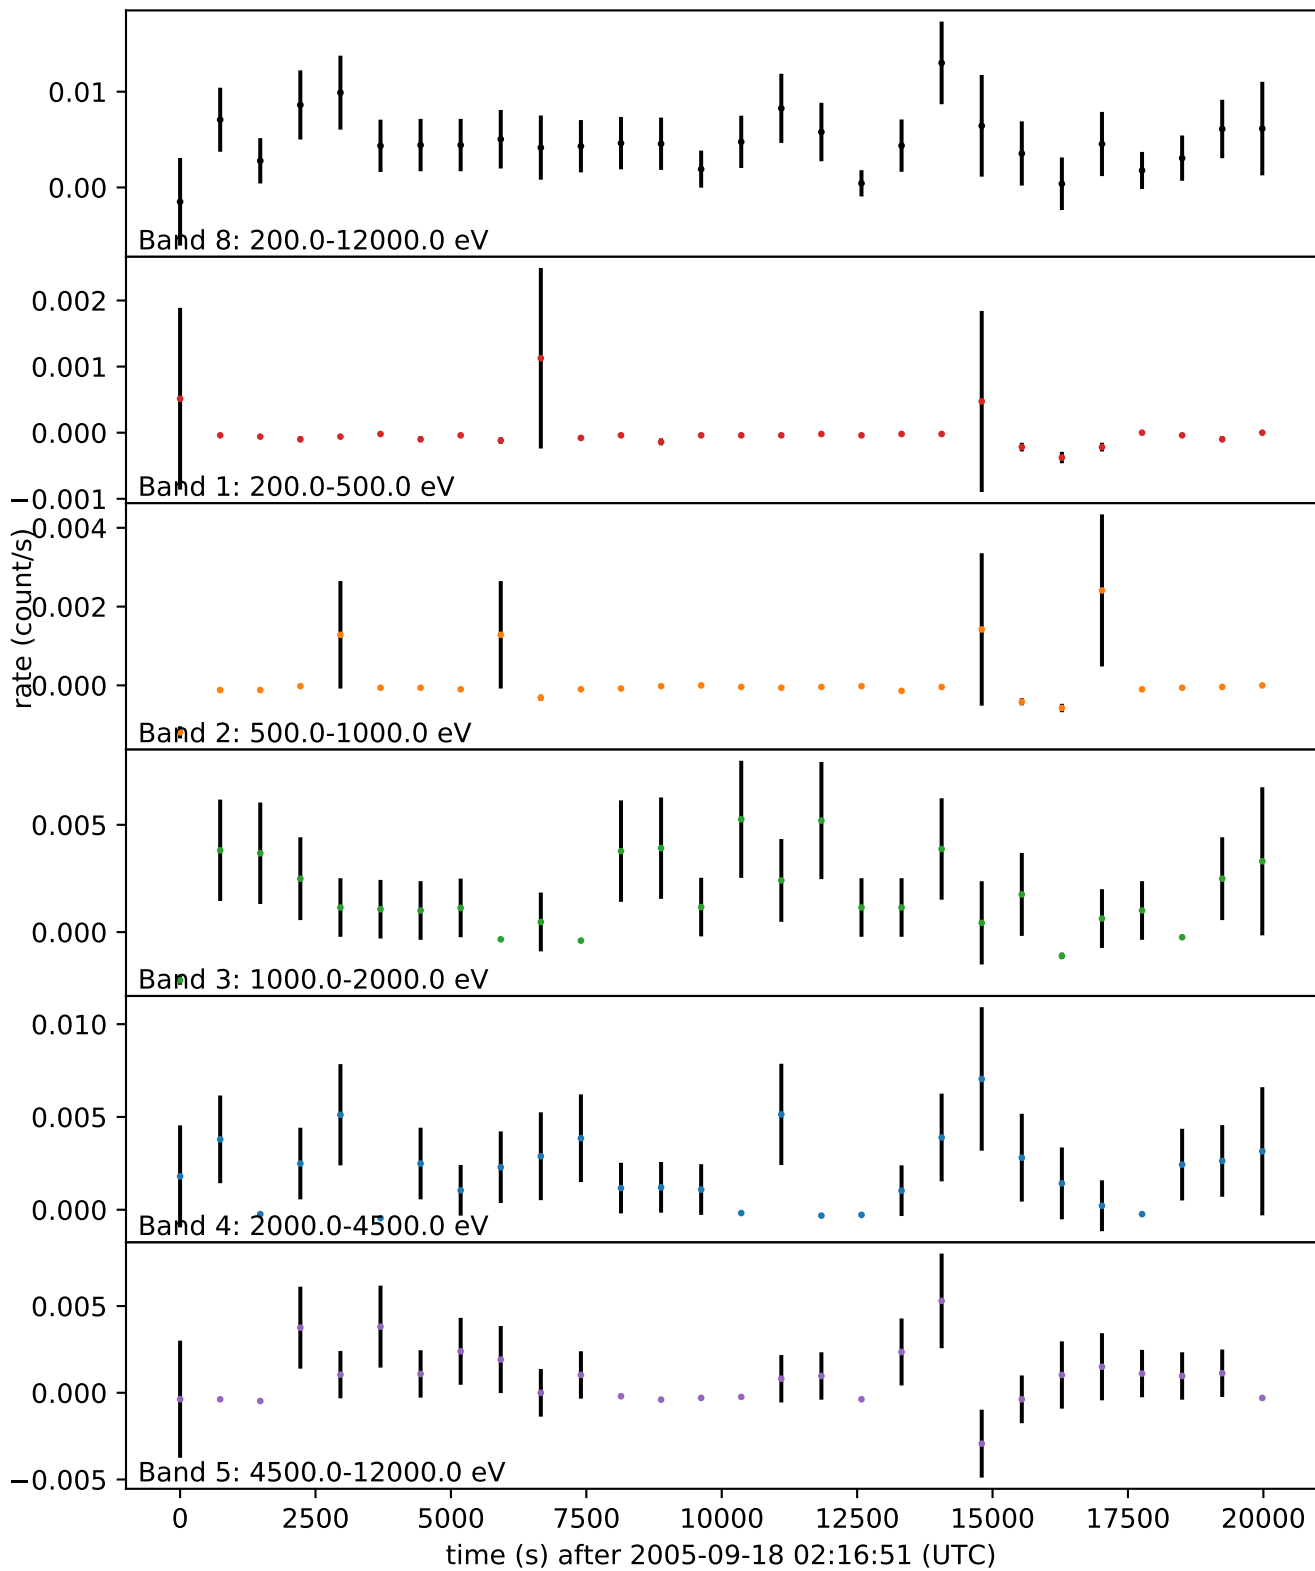 0.01
0.00
Band 8: 200.0-12000.0 eV
0.002
0.001
0.000
−0.001
Band 1: 200.0-500.0 eV
rate (count/s)
0.004
0.002
0.000
Band 2: 500.0-1000.0 eV
0.005
0.000
Band 3: 1000.0-2000.0 eV
0.010
0.005
0.000
Band 4: 2000.0-4500.0 eV
0.005
0.000
−0.005
Band 5: 4500.0-12000.0 eV
0 2500 5000 7500 10000 12500 15000 17500 20000
time (s) after 2005-09-18 02:16:51 (UTC)